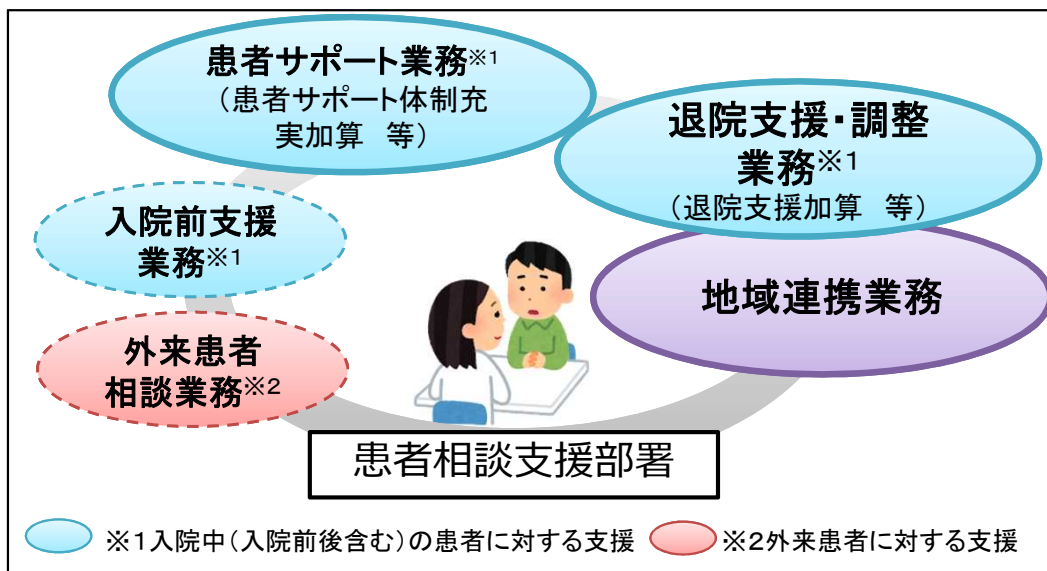 患者サポート業務※1
（患者サポート体制充
実加算　等）
退院支援・調整
業務※1
（退院支援加算　等）
入院前支援
業務※1
地域連携業務
外来患者
相談業務※2
患者相談支援部署
※１入院中（入院前後含む）の患者に対する支援
※２外来患者に対する支援